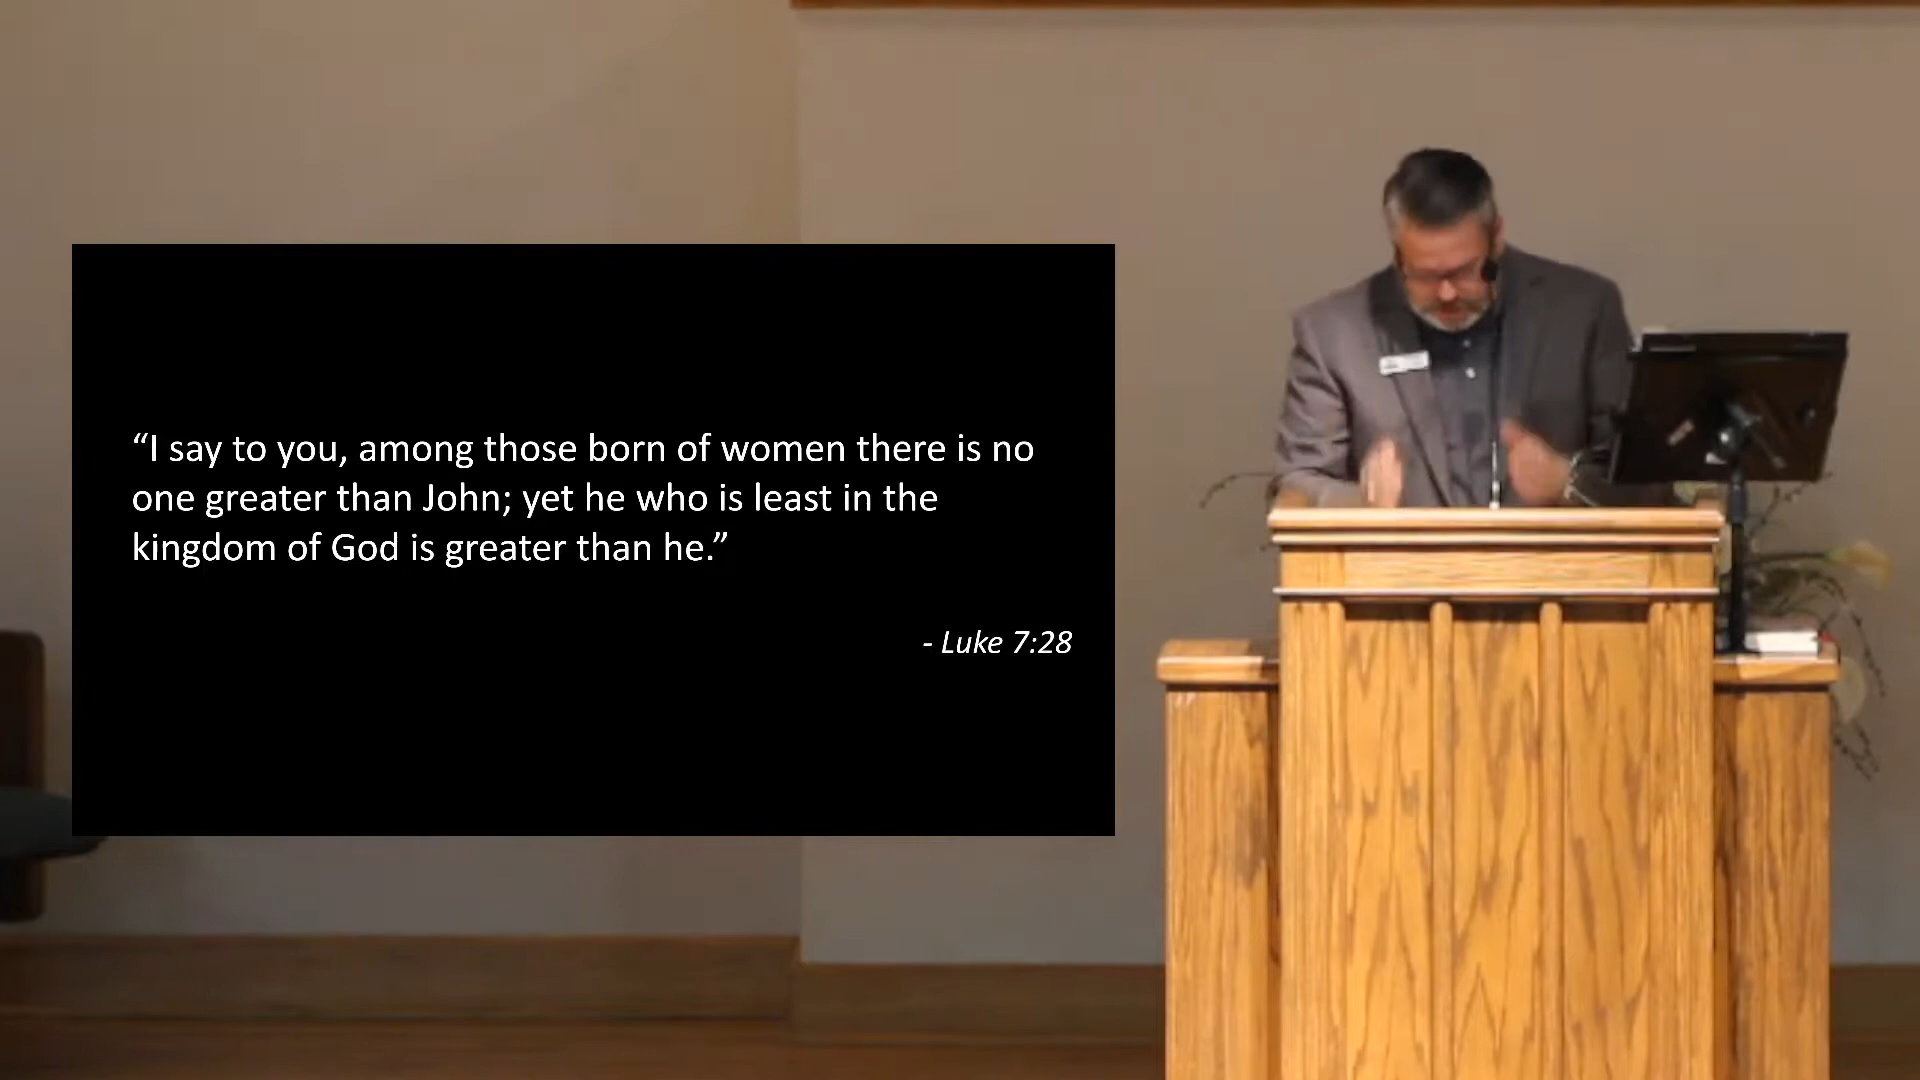 “I say to you, among those born of women there is no
one greater than John; yet he who is least in the
kingdom of God is greater than he.”
- Luke 7:28